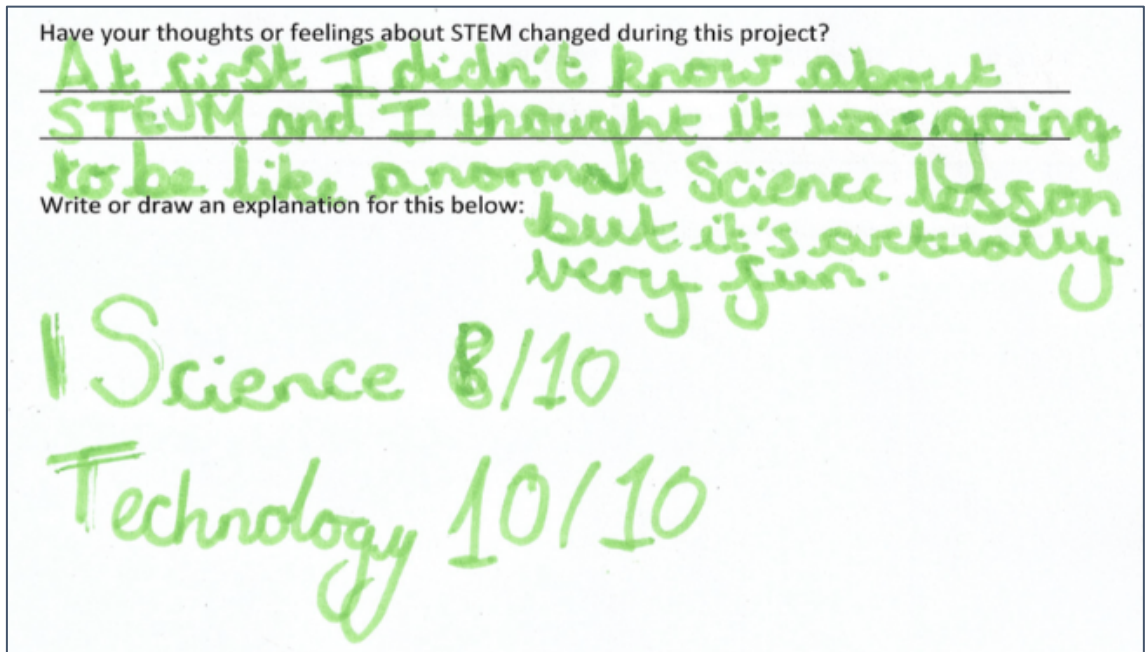 Have your thoughts or feelings about STEM changed during this project?
At first I didn't know about
STEM and I thought it was going
to be like a normal Science lesson
Write or draw an explanation for this below:
but it's actually
very fun.
Science /10
Technology 10/10